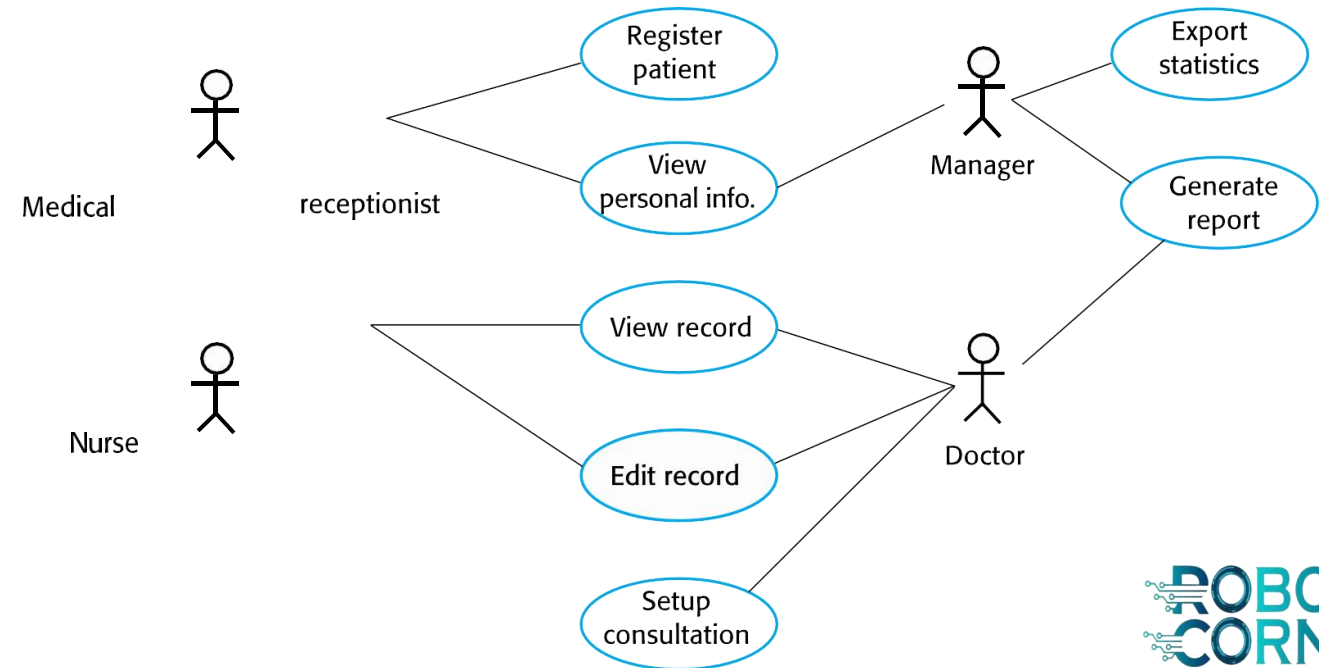 Register
patient
Export
statistics
View
personal info.
Manager
Generate
report
Medical
receptionist
View record
Nurse
Edit record
Doctor
Setup
consultation